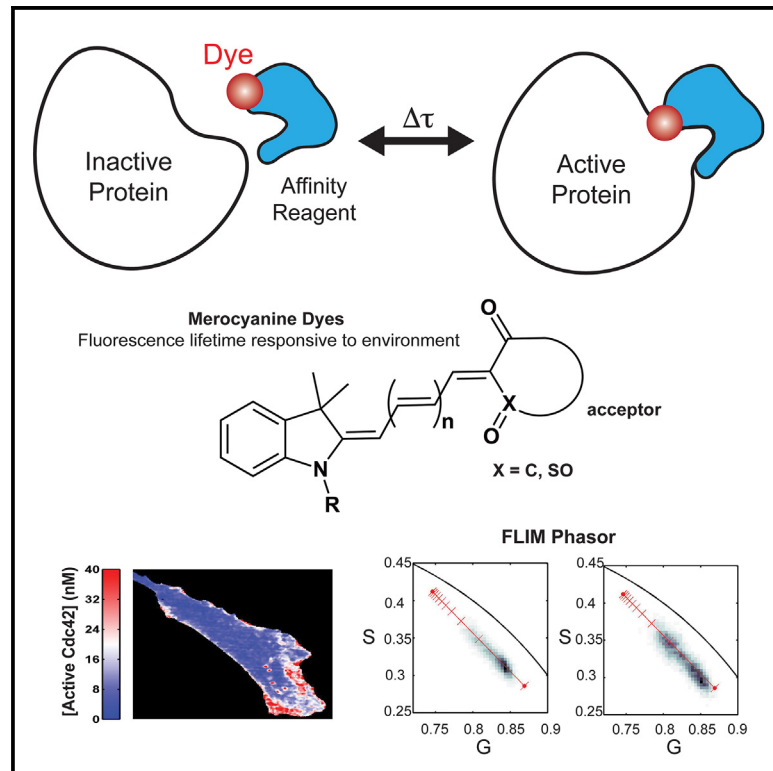 Dye
Δτ
Inactive
Protein
Affinity
Reagent
Active
Protein
Merocyanine Dyes
Fluorescence lifetime responsive to environment
O
X
O
n
N
R
acceptor
X = C, SO
FLIM Phasor
[Active Cdc42] (nM)
40
32
24
16
8
0
S
0.45
0.4
0.35
0.3
0.25
0.75 0.8 0.85 0.9
G
S
0.45
0.4
0.35
0.3
0.25
0.75 0.8 0.85 0.9
G